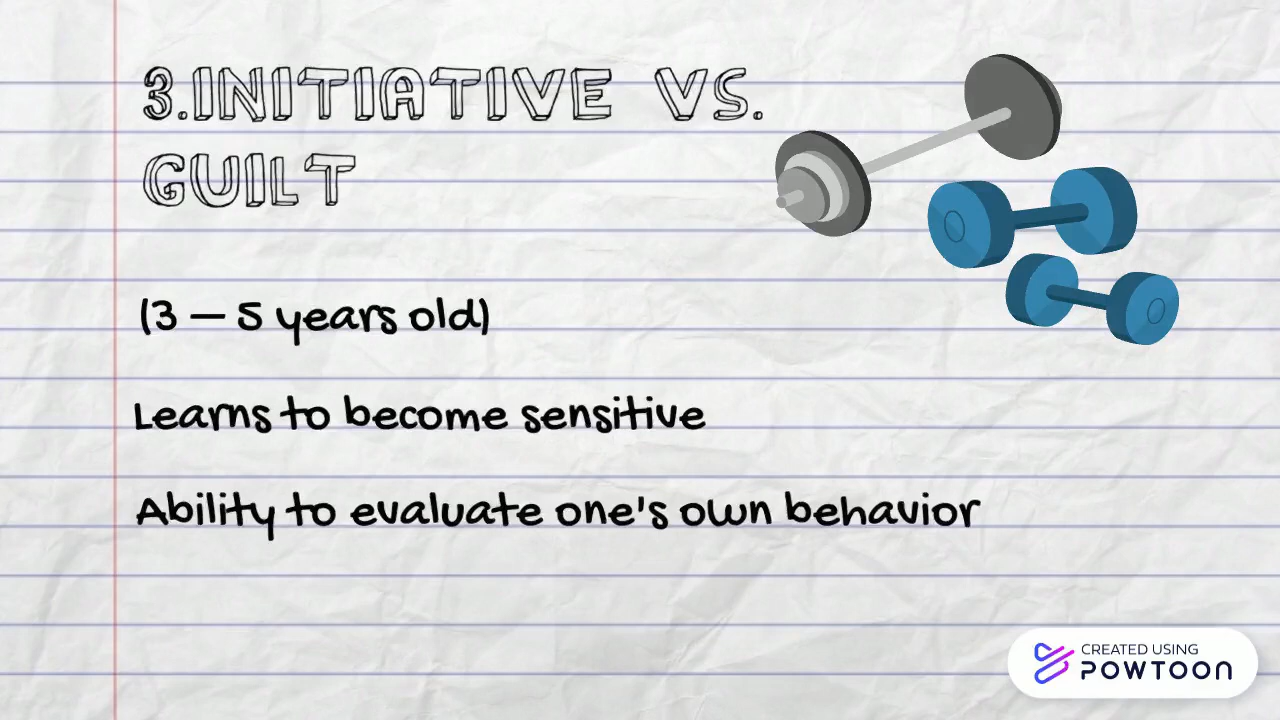 3.INITIATIVE VS.
GUILT
(3 — 5 years old)
Learns to become sensitive
Ability to evaluate one's own behavior
CREATED USING
POWTOON